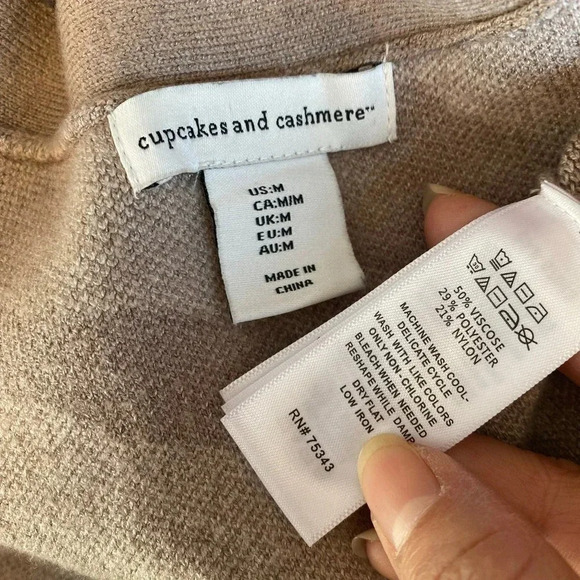 cupcakes and cashmere™
US:M
CA:M/M
UK:M
EU:M
AU:M
MADE IN
CHINA
50% VISCOSE
29% POLYESTER
21% NYLON
MACHINE WASH COOL-
DELICATE CYCLE
WASH WITH LIKE COLORS
ONLY NON-CHLORINE
BLEACH WHEN NEEDED
RESHAPE WHILE DAMP
DRY FLAT
LOW IRON
RN# 75343